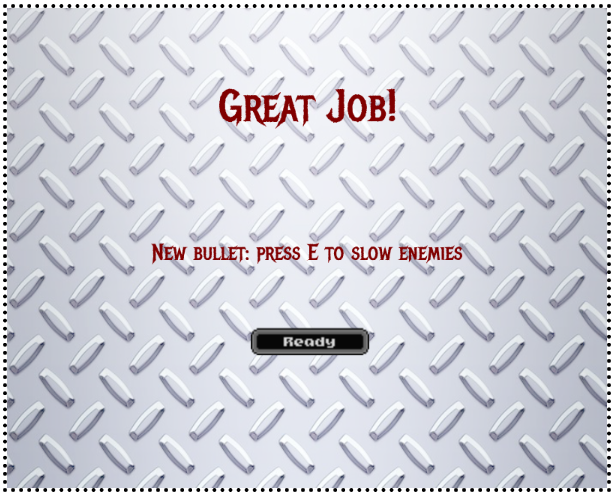 Great Job!
New bullet: press E to slow enemies
Ready